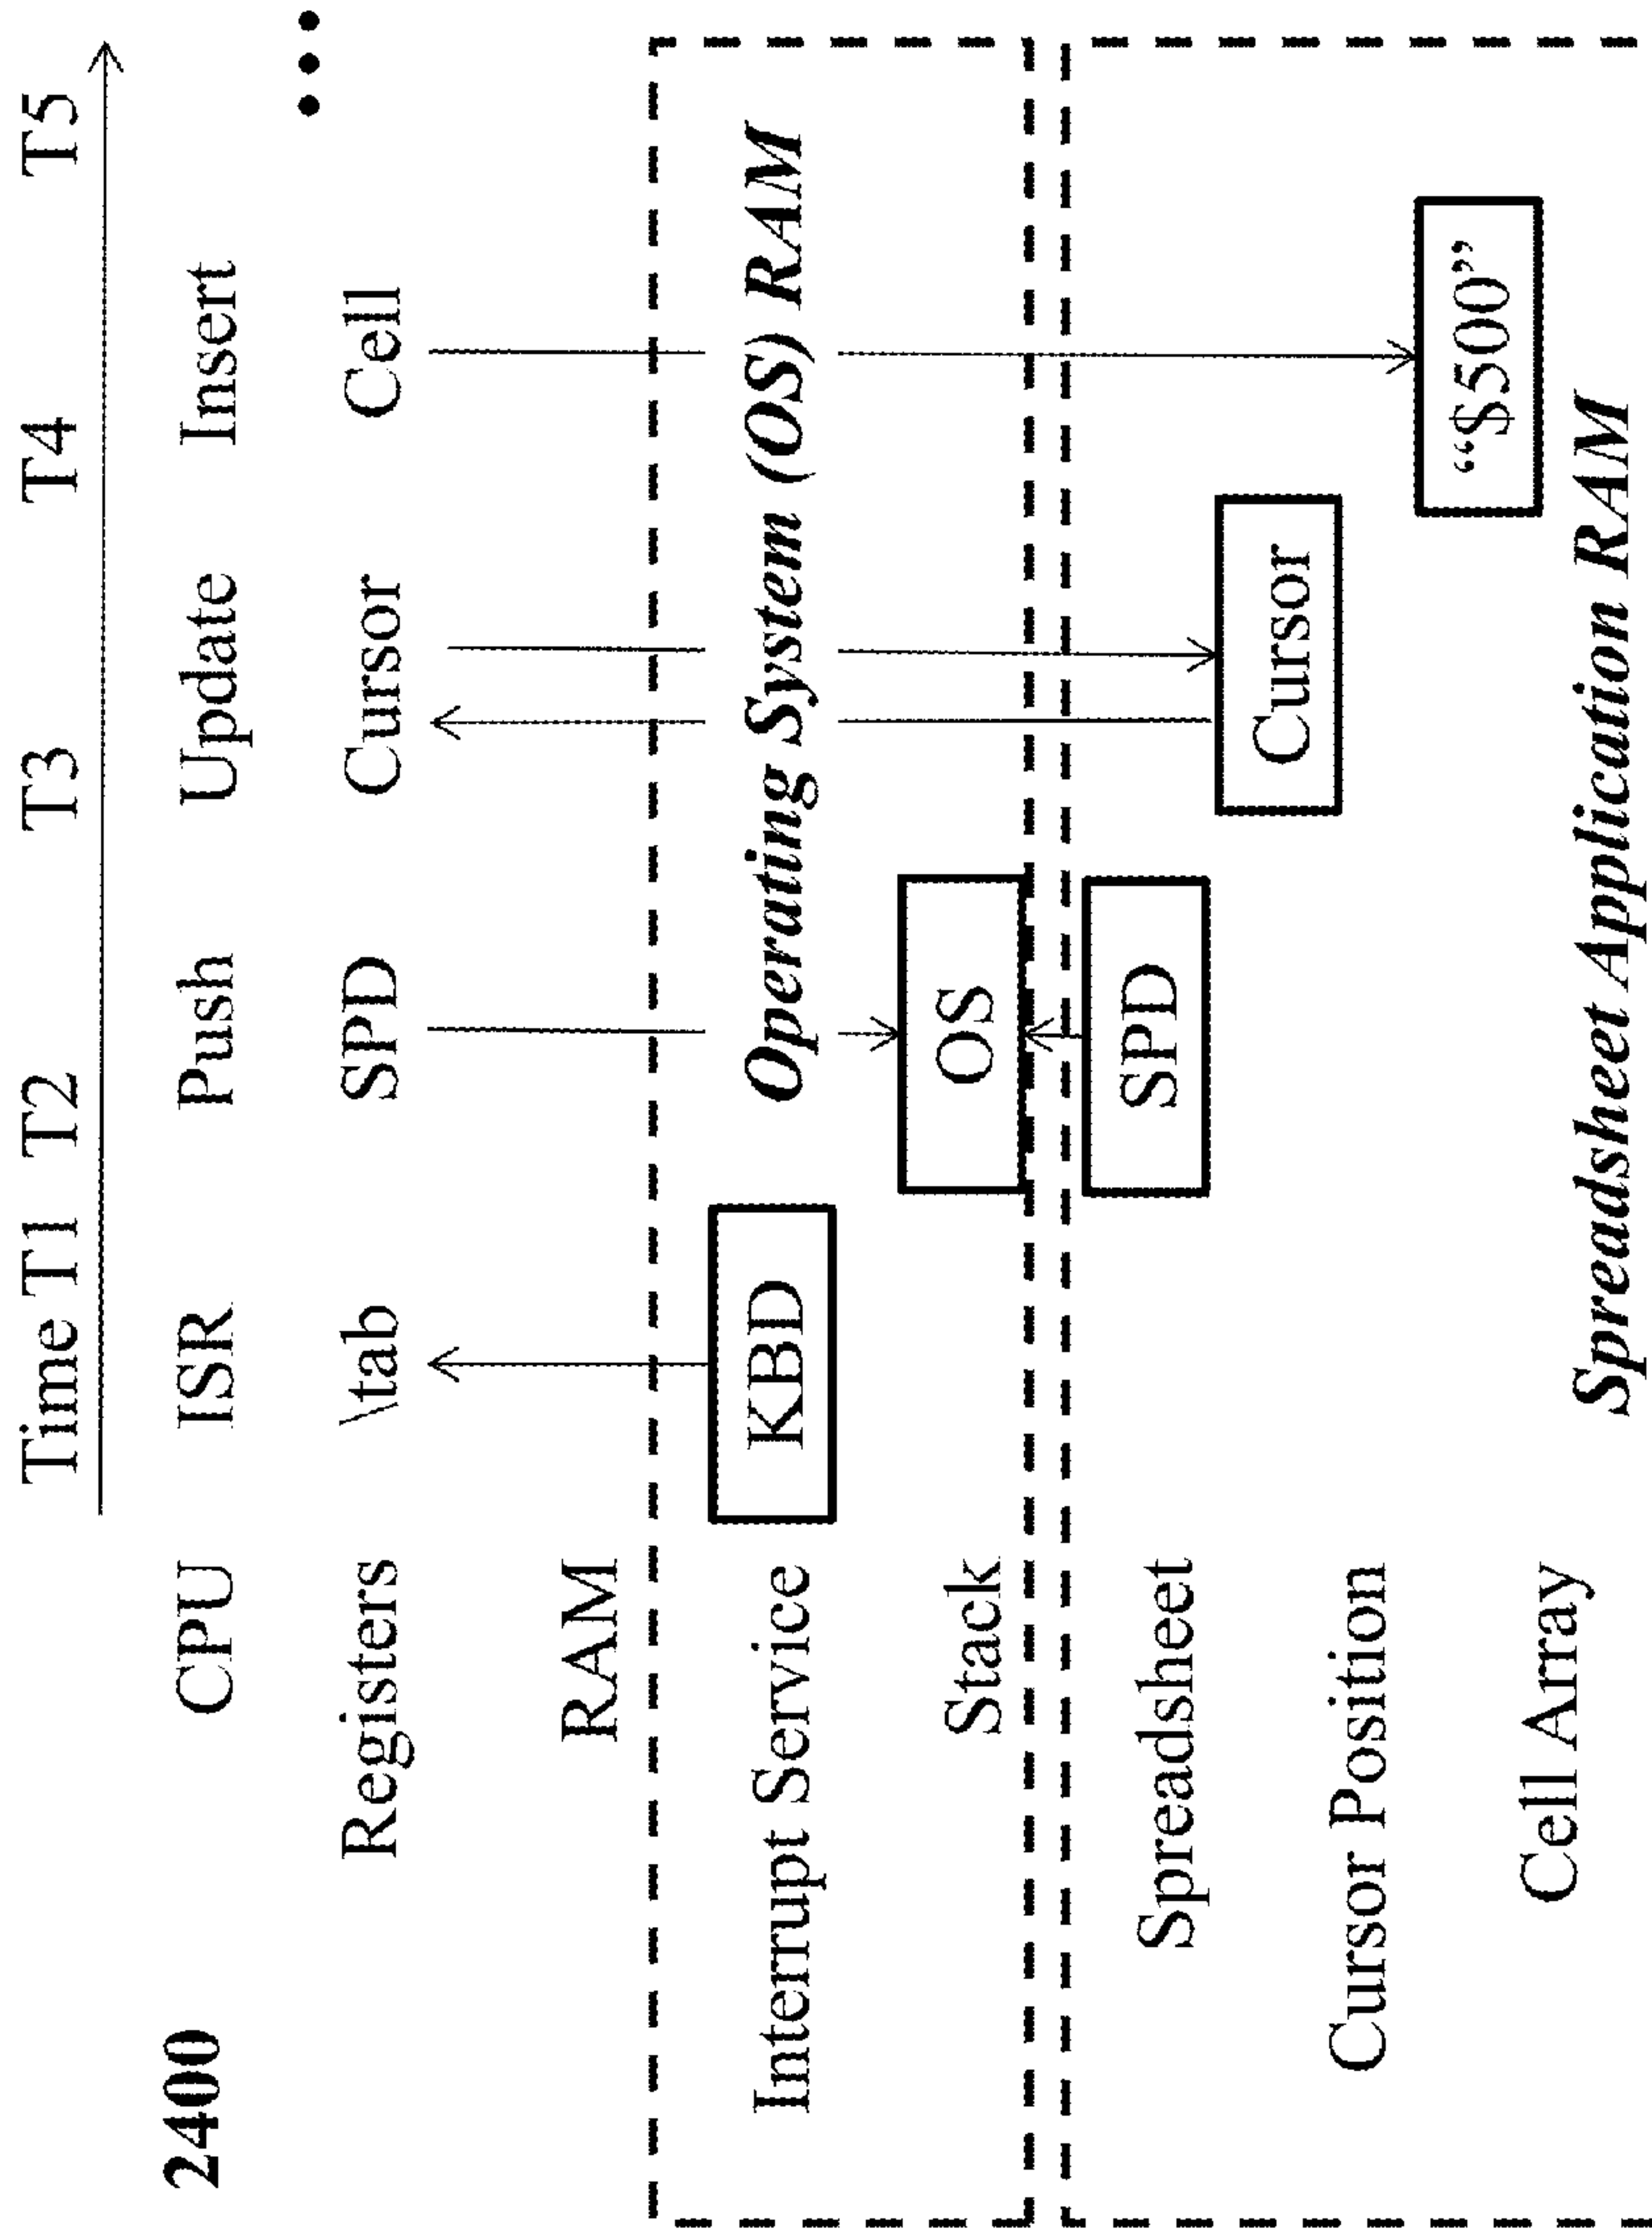 Time T1 T2 T3 T4 T5
2400 CPU ISR Push Update Insert
Registers \tab SPD Cursor Cell
•••
RAM
Interrupt Service KBD Operating System (OS) RAM
Stack OS
Spreadsheet SPD
Cursor Position Cursor
Cell Array “$500”
Spreadsheet Application RAM